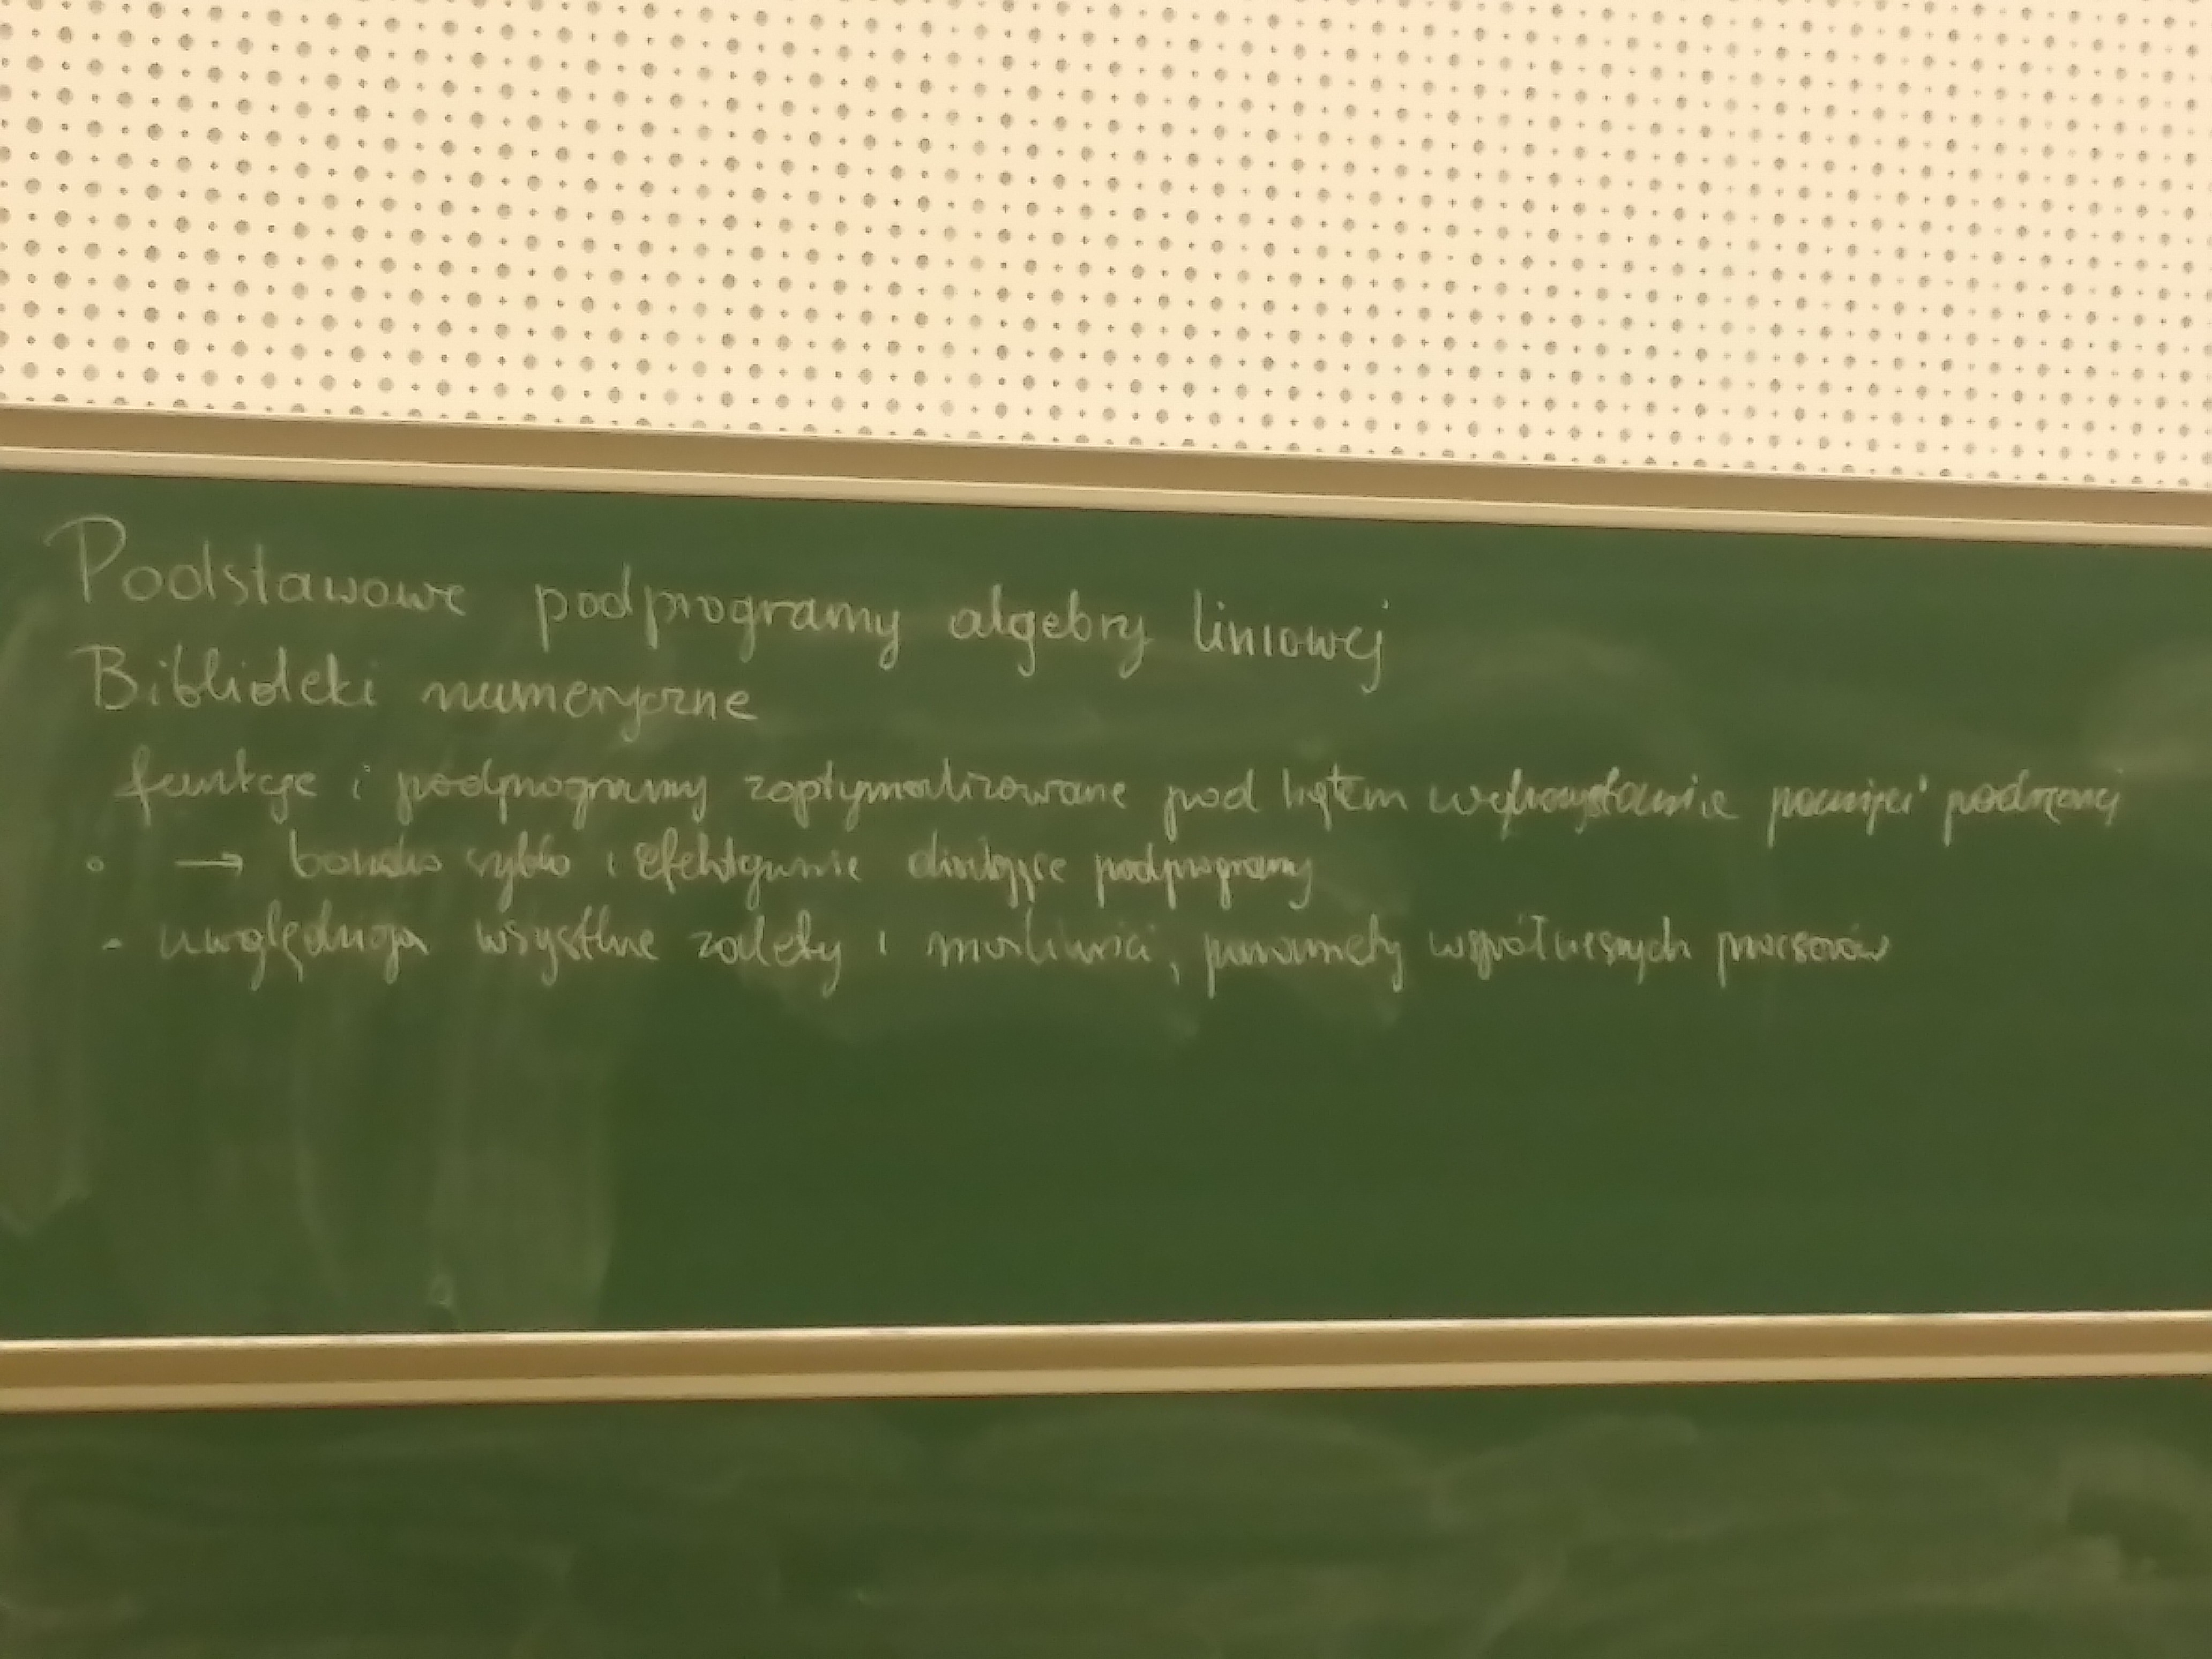 Podstawowe podprogramy algebry liniowej
Biblioteki numeryczne
funkcje i podprogramy zoptymalizowane pod kątem wykorzystania pamięci podręcznej
• → bardzo szybko i efektywnie działające podprogramy
- uwzględniają wszystkie zalety i możliwości, parametry współczesnych procesorów